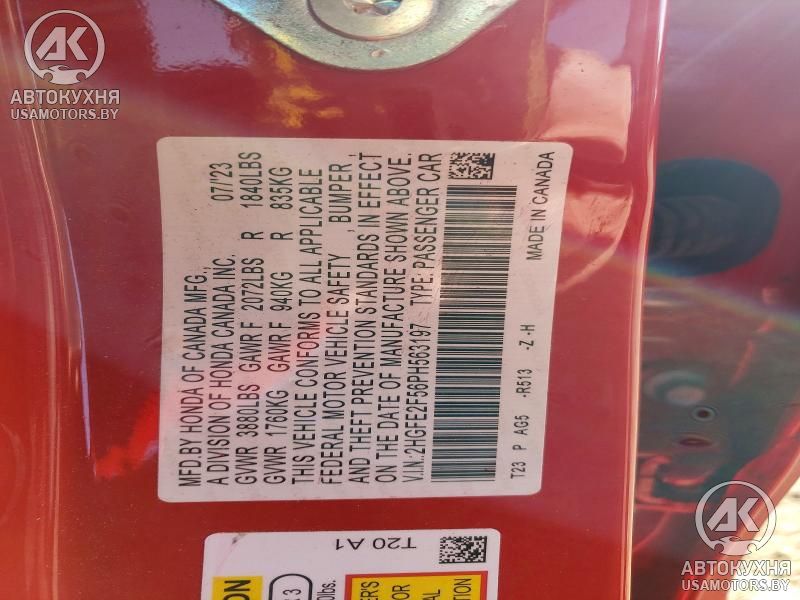 AK
АВТОКУХНЯ
USAMOTORS.BY
MFD.BY HONDA OF CANADA MFG., 07/23
A DIVISION OF HONDA CANADA INC.
GVWR 3880LBS GAWR F 2072LBS R 1840LBS
GVWR 1760KG GAWR F 940KG R 835KG
THIS VEHICLE CONFORMS TO ALL APPLICABLE
FEDERAL MOTOR VEHICLE SAFETY , BUMPER ,
AND THEFT PREVENTION STANDARDS IN EFFECT
ON THE DATE OF MANUFACTURE SHOWN ABOVE.
V.I.N.:2HGFE2F56PH563197 TYPE: PASSENGER CAR
T23 P AG5 -R513 -Z -H MADE IN CANADA
T20 A1
AK
АВТОКУХНЯ
USAMOTORS.BY